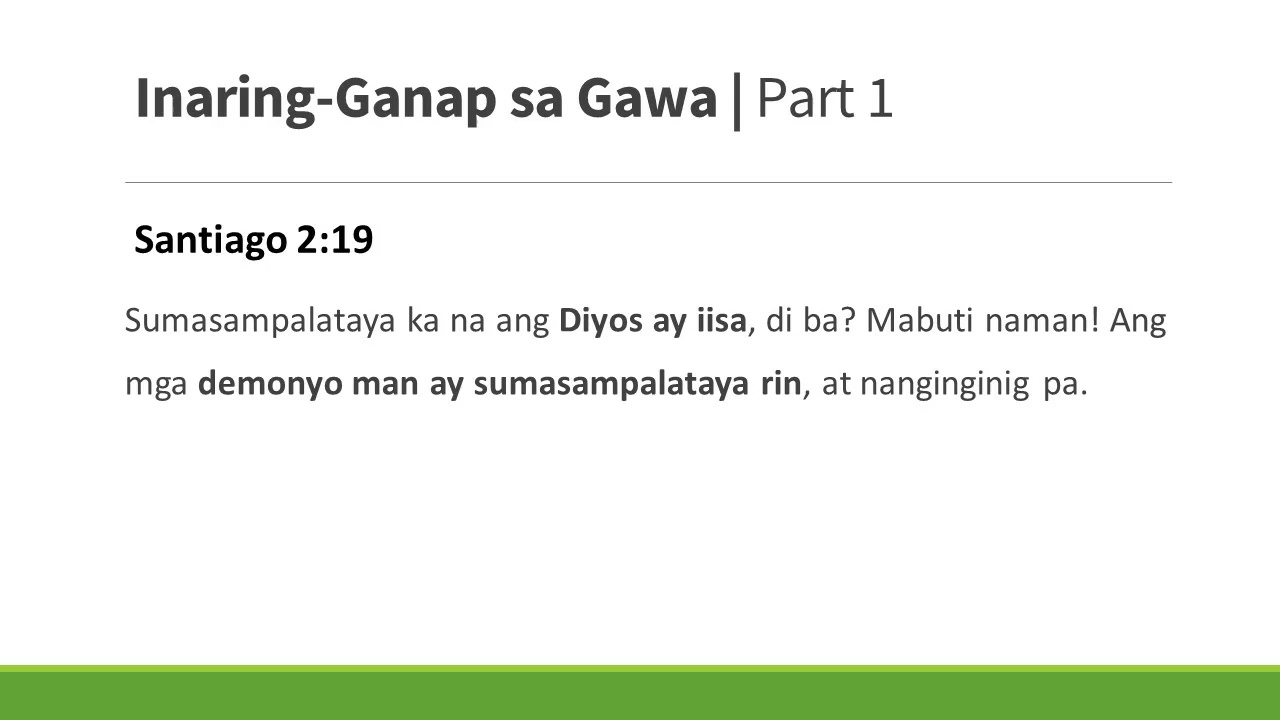 Inaring-Ganap sa Gawa | Part 1
Santiago 2:19
Sumasampalataya ka na ang Diyos ay iisa, di ba? Mabuti naman! Ang
mga demonyo man ay sumasampalataya rin, at nanginginig pa.